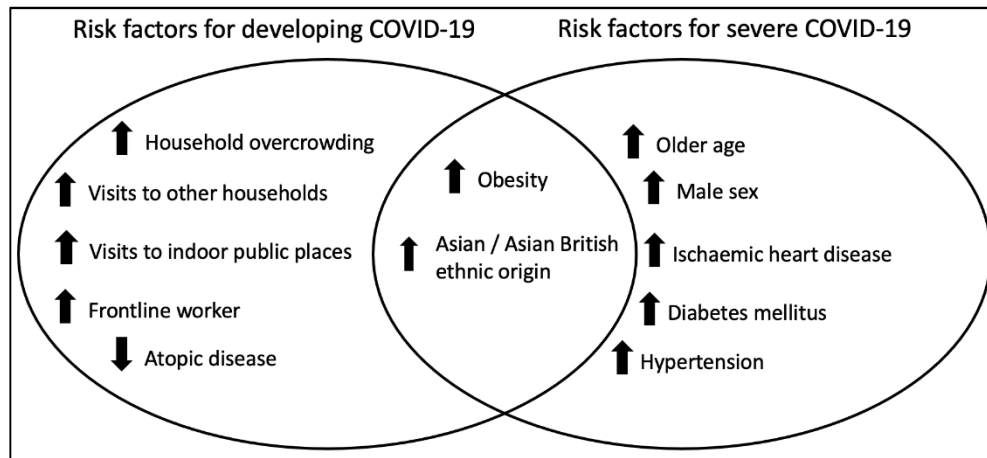 Risk factors for developing COVID-19
Risk factors for severe COVID-19
Household overcrowding
Visits to other households
Visits to indoor public places
Frontline worker
Atopic disease
Obesity
Asian / Asian British
ethnic origin
Older age
Male sex
Ischaemic heart disease
Diabetes mellitus
Hypertension